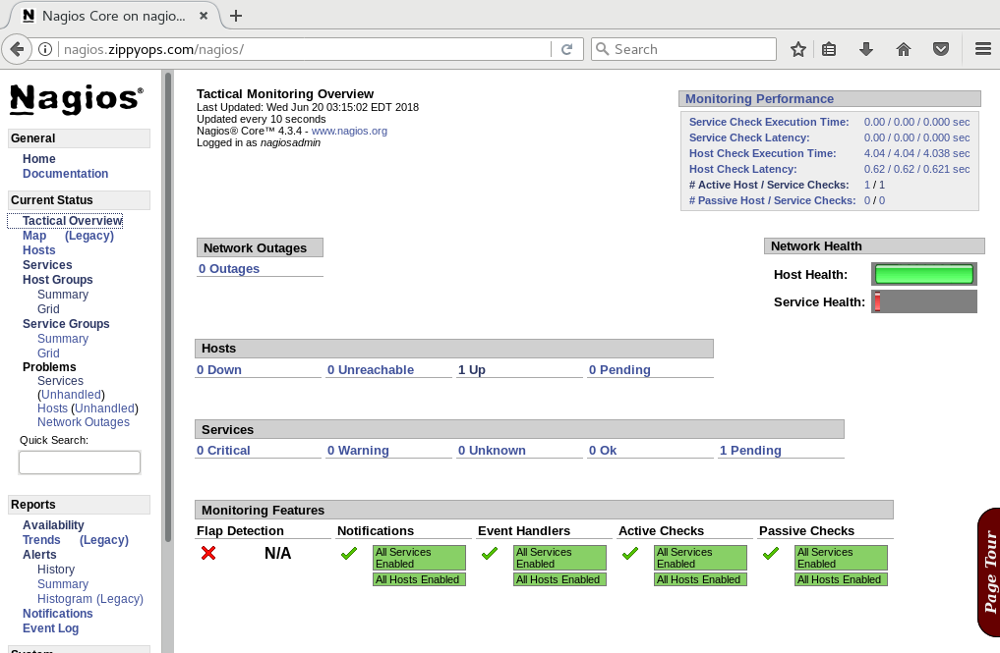 Nagios Core on nagio...
nagios.zippyops.com/nagios/
Search
Nagios®
General
Home
Documentation
Current Status
Tactical Overview
Map (Legacy)
Hosts
Services
Host Groups
Summary
Grid
Service Groups
Summary
Grid
Problems
Services
(Unhandled)
Hosts (Unhandled)
Network Outages
Quick Search:
Reports
Availability
Trends (Legacy)
Alerts
History
Summary
Histogram (Legacy)
Notifications
Event Log
System
Tactical Monitoring Overview
Last Updated: Wed Jun 20 03:15:02 EDT 2018
Updated every 10 seconds
Nagios® Core™ 4.3.4 - www.nagios.org
Logged in as nagiosadmin
Monitoring Performance
Service Check Execution Time: 0.00 / 0.00 / 0.000 sec
Service Check Latency: 0.00 / 0.00 / 0.000 sec
Host Check Execution Time: 4.04 / 4.04 / 4.038 sec
Host Check Latency: 0.62 / 0.62 / 0.621 sec
# Active Host / Service Checks: 1 / 1
# Passive Host / Service Checks: 0 / 0
Network Outages
0 Outages
Network Health
Host Health:
Service Health:
Hosts
0 Down 0 Unreachable 1 Up 0 Pending
Services
0 Critical 0 Warning 0 Unknown 0 Ok 1 Pending
Monitoring Features
Flap Detection Notifications Event Handlers Active Checks Passive Checks
N/A
All Services Enabled
All Hosts Enabled
All Services Enabled
All Hosts Enabled
All Services Enabled
All Hosts Enabled
All Services Enabled
All Hosts Enabled
Page Tour